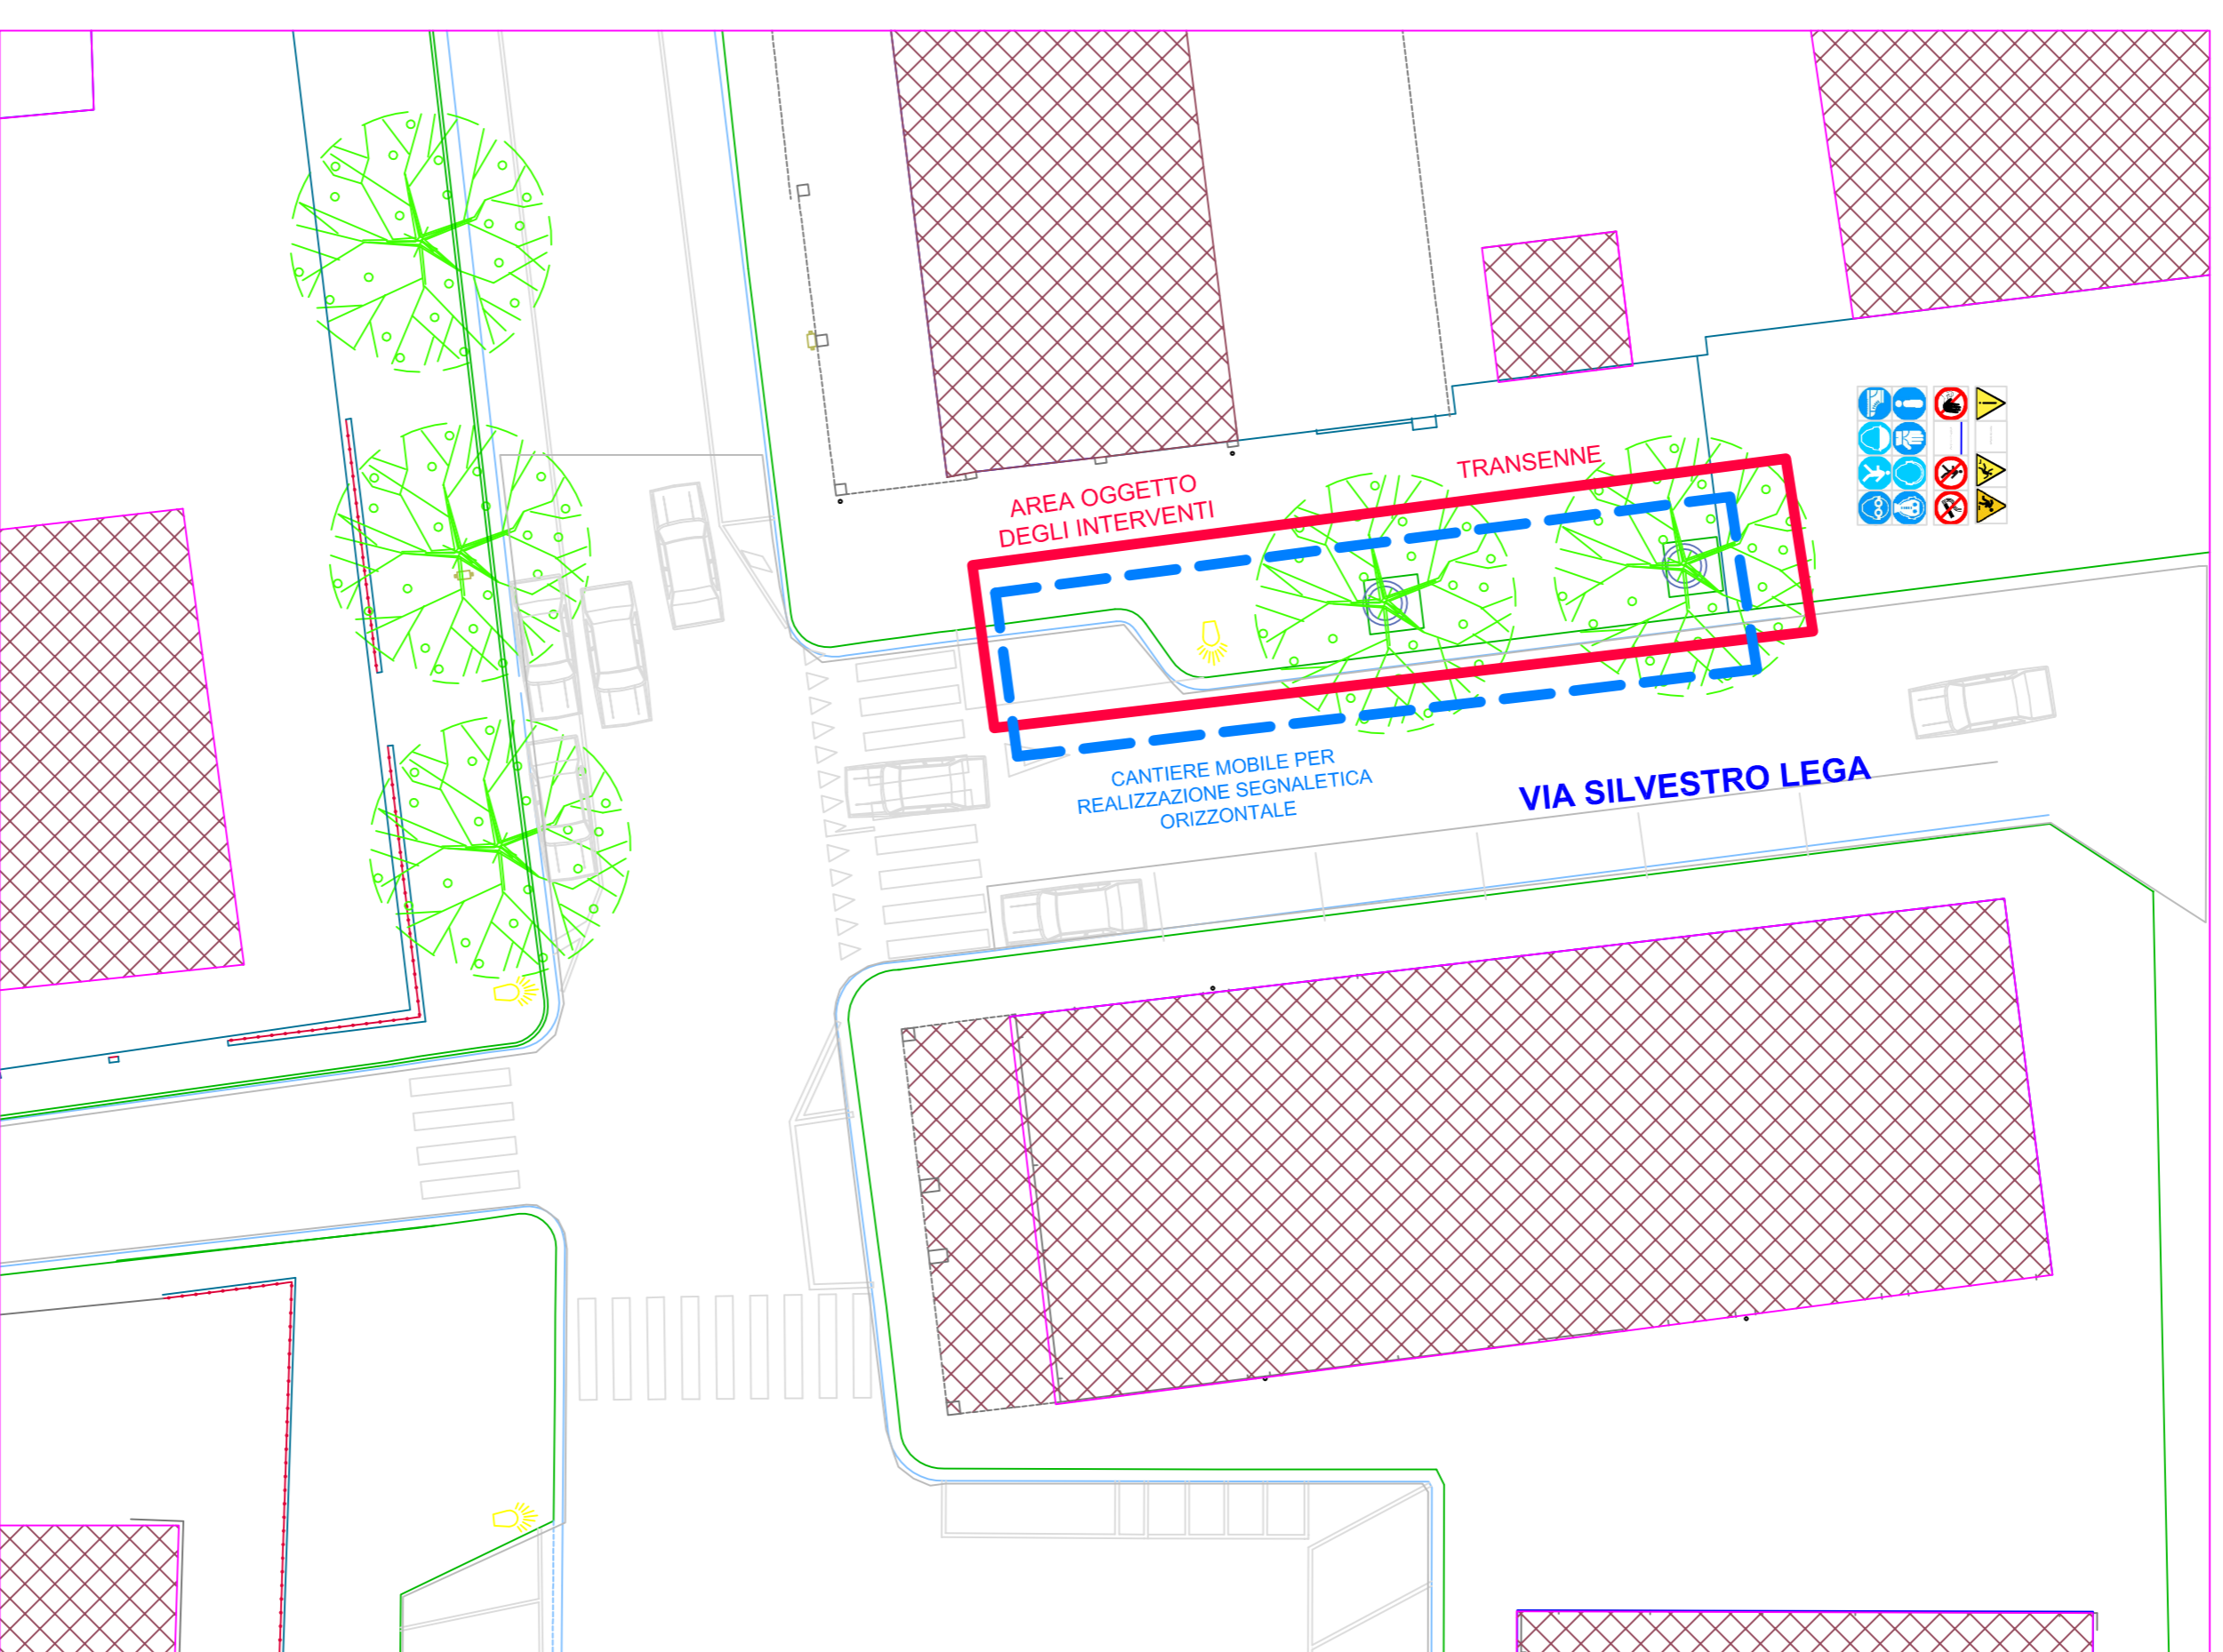 TRANSENNE
AREA OGGETTO
DEGLI INTERVENTI
CANTIERE MOBILE PER
REALIZZAZIONE SEGNALETICA
ORIZZONTALE
VIA SILVESTRO LEGA